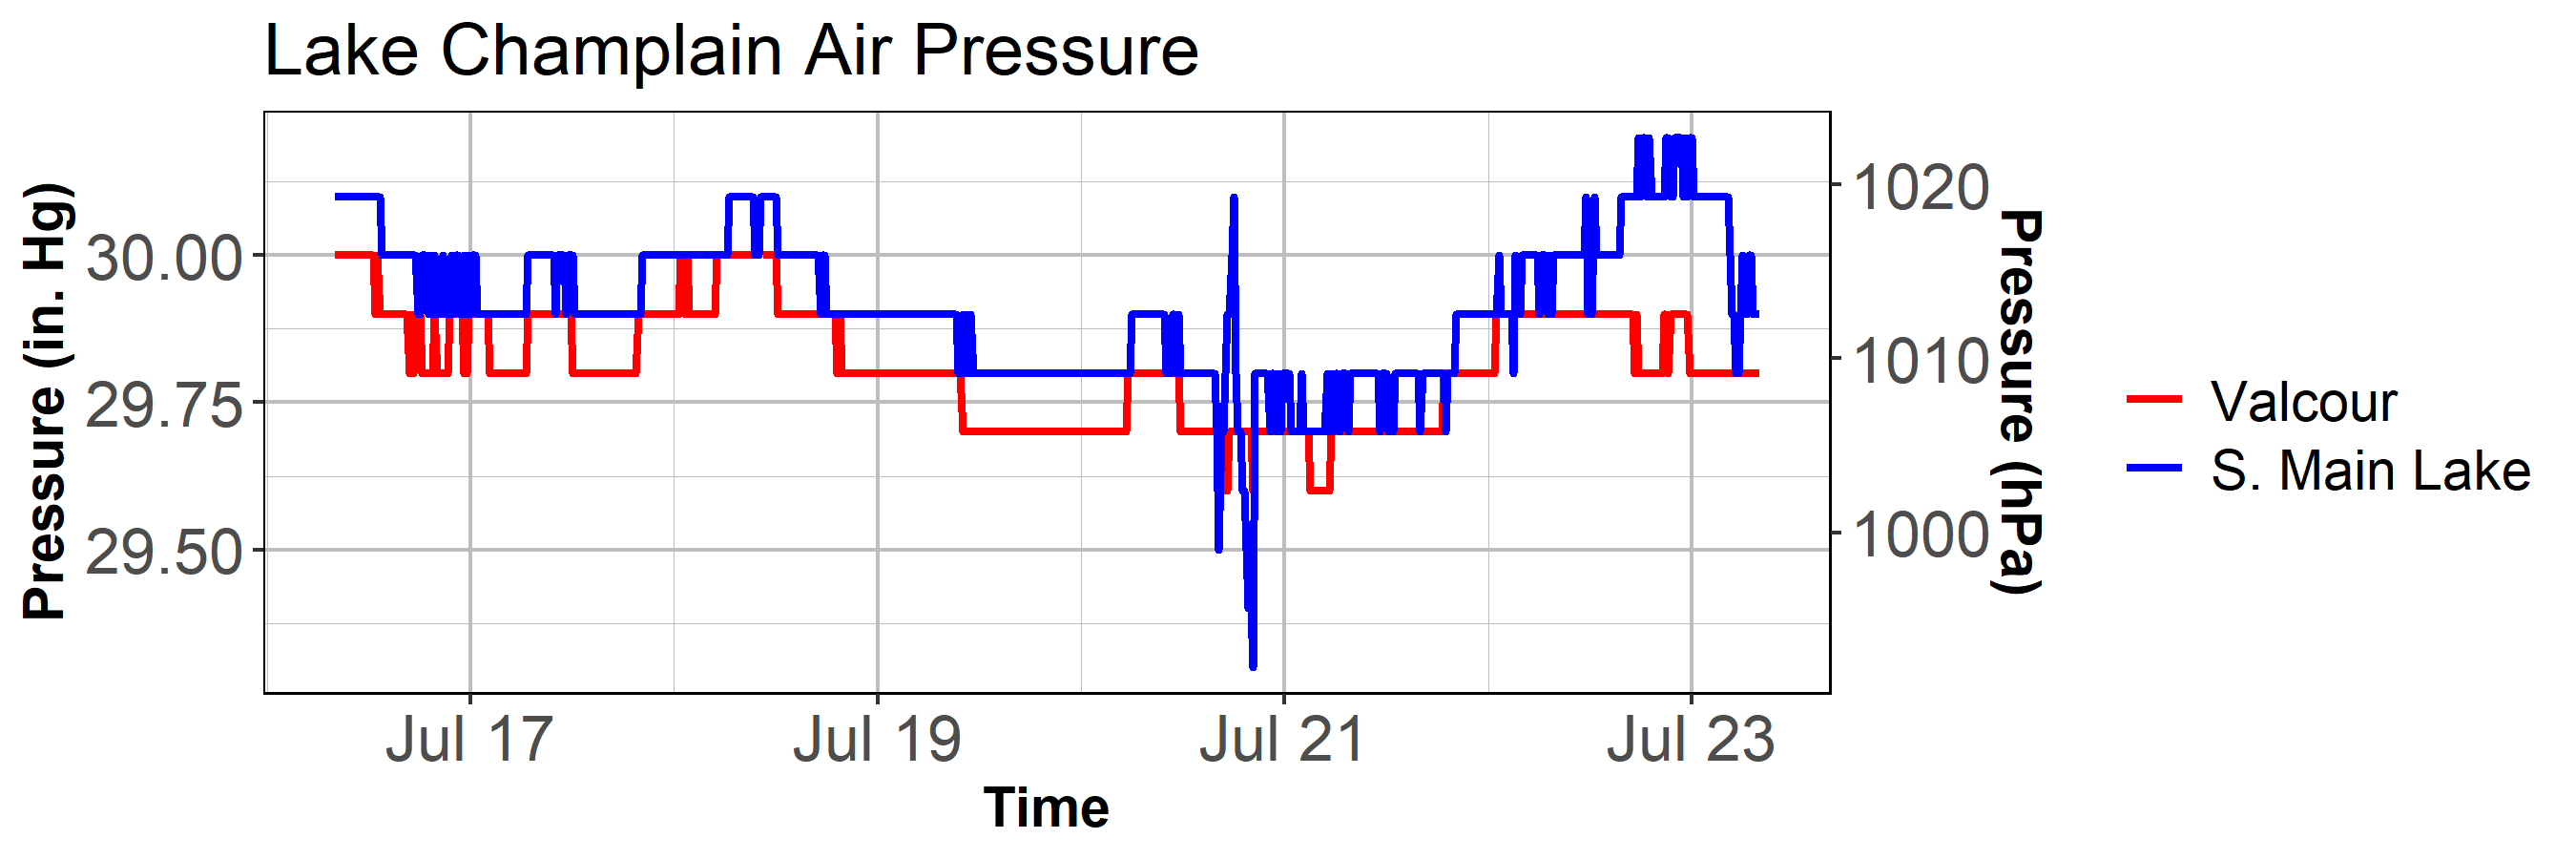 Lake Champlain Air Pressure
Pressure (in. Hg)
30.00
29.75
29.50
1020
1010
1000
Pressure (hPa)
Jul 17
Jul 19
Jul 21
Jul 23
Time
Valcour
S. Main Lake